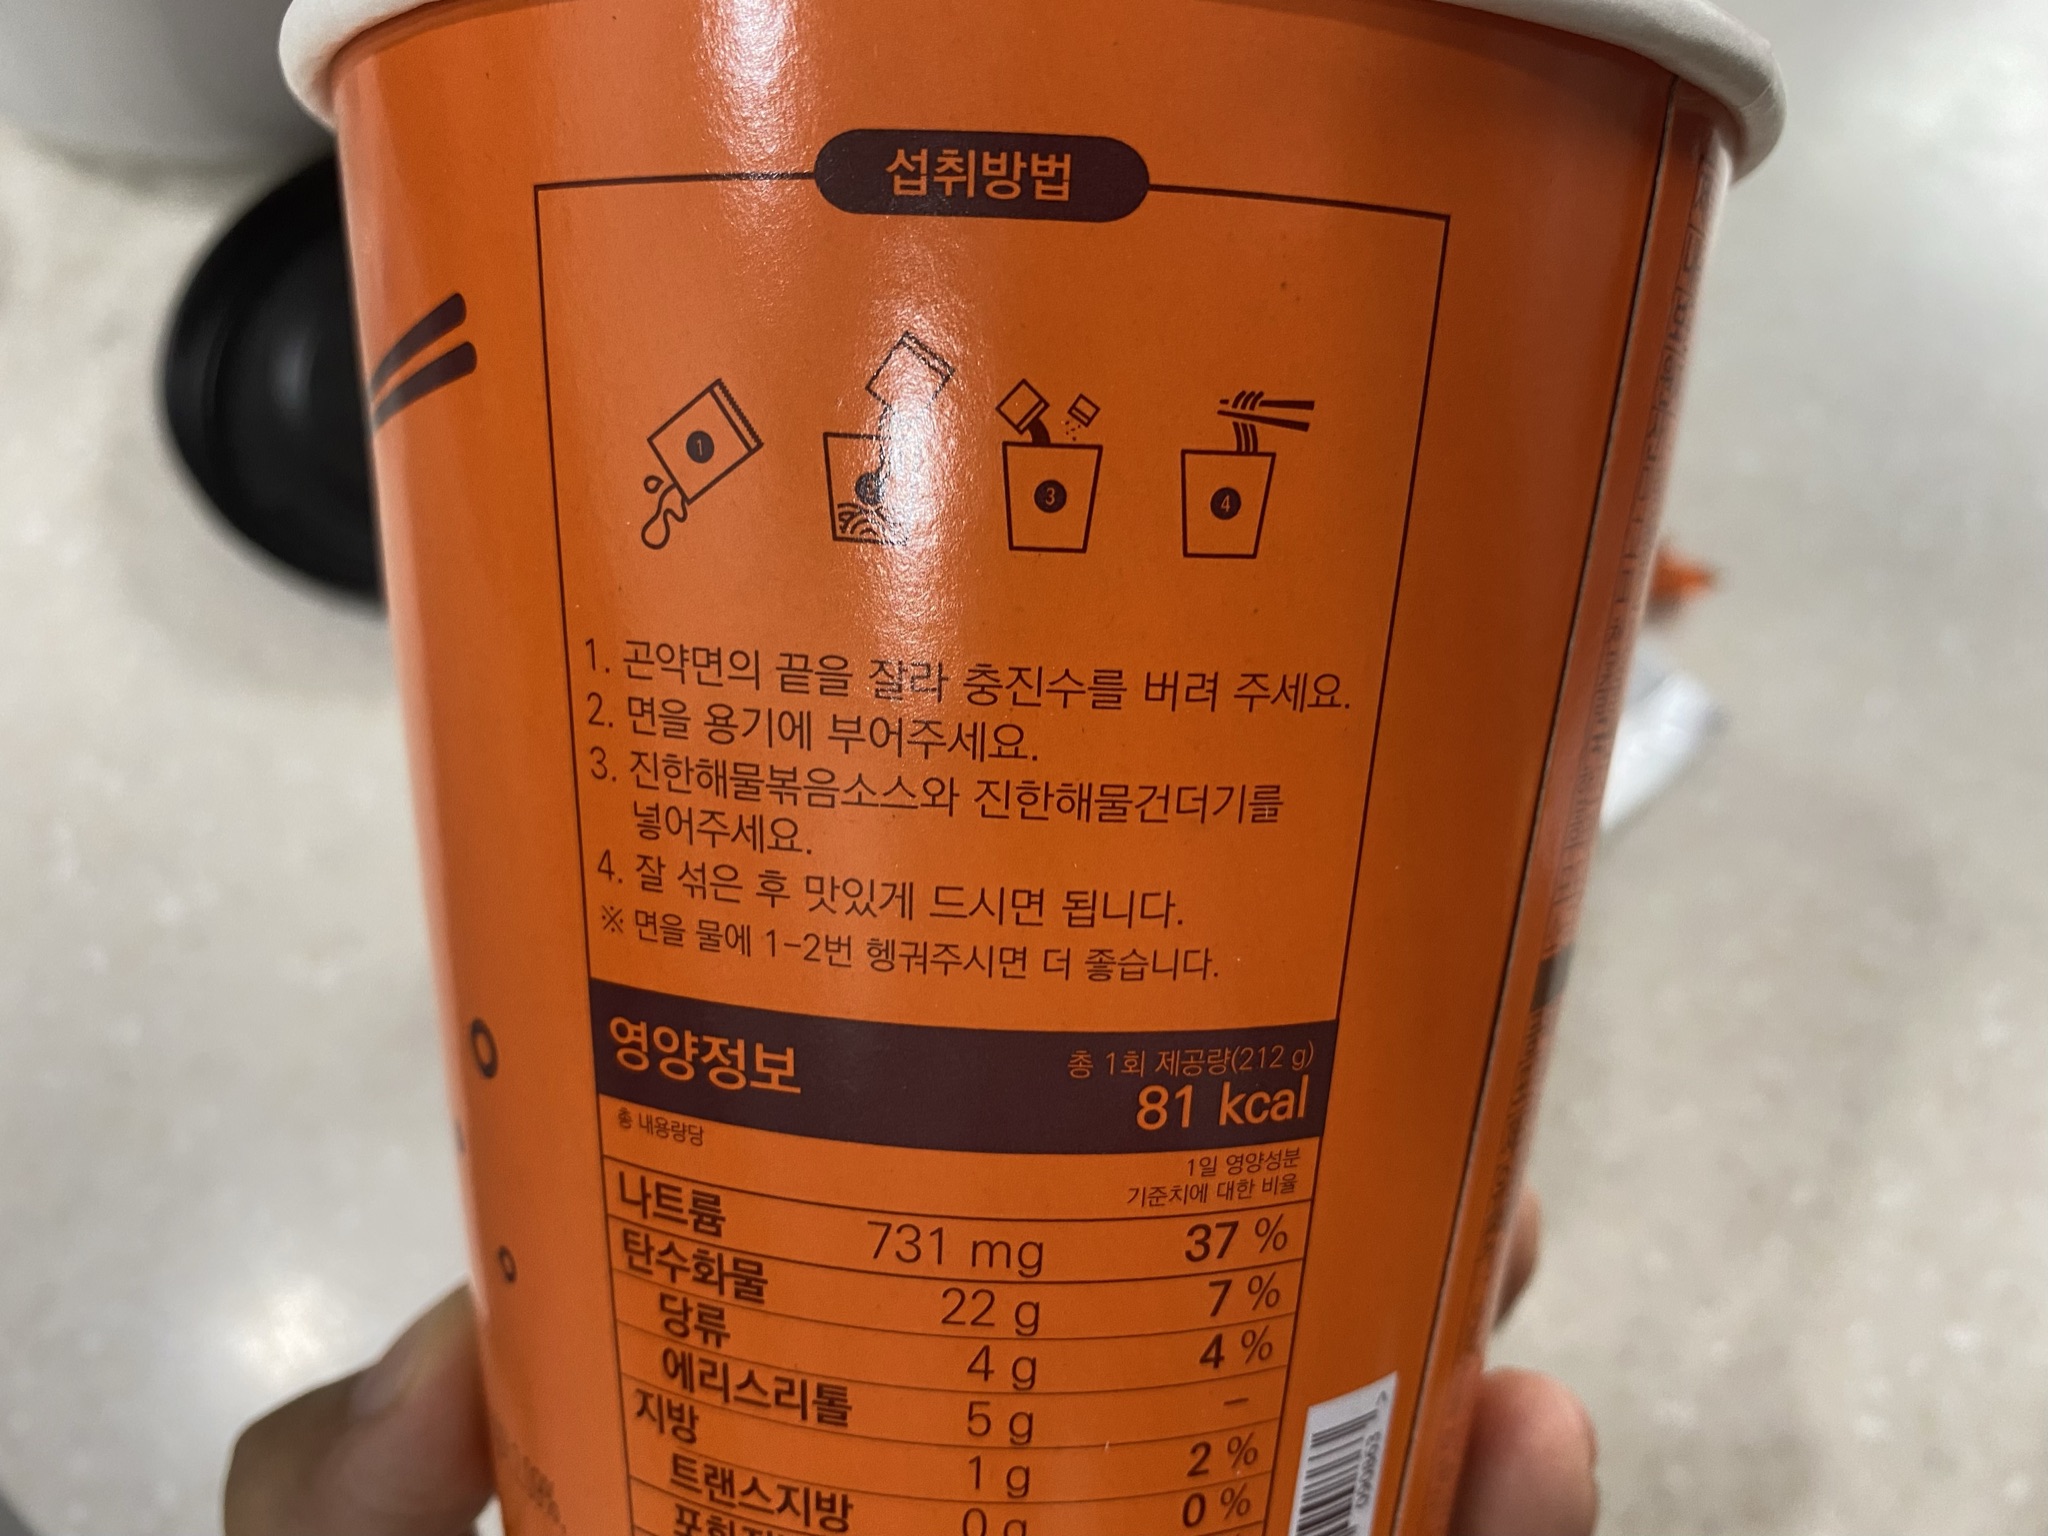 섭취방법
1
3
4
1. 곤약면의 끝을 잘라 충진수를 버려 주세요.
2. 면을 용기에 부어주세요.
3. 진한해물볶음소스와 진한해물건더기를
넣어주세요.
4. 잘 섞은 후 맛있게 드시면 됩니다.
※ 면을 물에 1-2번 헹궈주시면 더 좋습니다.
영양정보
총 1회 제공량(212 g)
81 kcal
총 내용량당
1일 영양성분
기준치에 대한 비율
나트륨 731 mg 37 %
탄수화물 22 g 7 %
당류 4 g 4 %
에리스리톨 5 g –
지방 1 g 2 %
트랜스지방 0 g 0 %